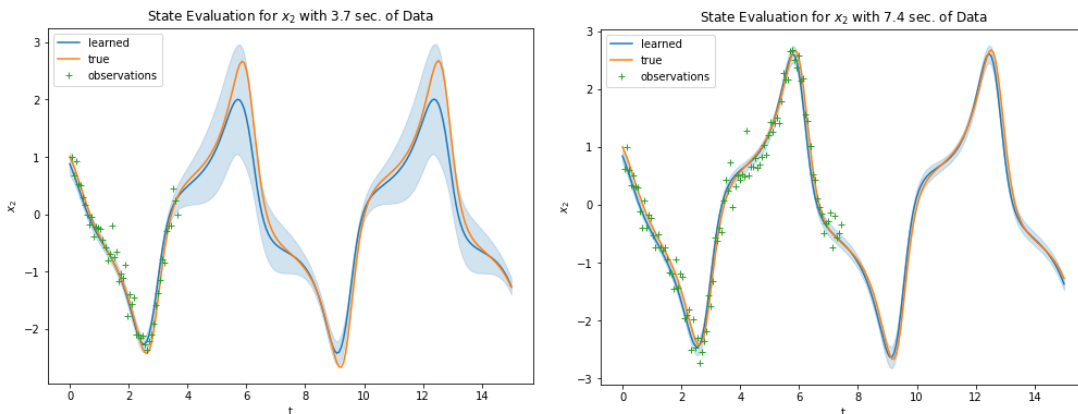 State Evaluation for x₂ with 3.7 sec. of Data
learned
true
observations
3
2
1
0
−1
−2
x₂
0 2 4 6 8 10 12 14
t
State Evaluation for x₂ with 7.4 sec. of Data
learned
true
observations
3
2
1
0
−1
−2
−3
x₂
0 2 4 6 8 10 12 14
t